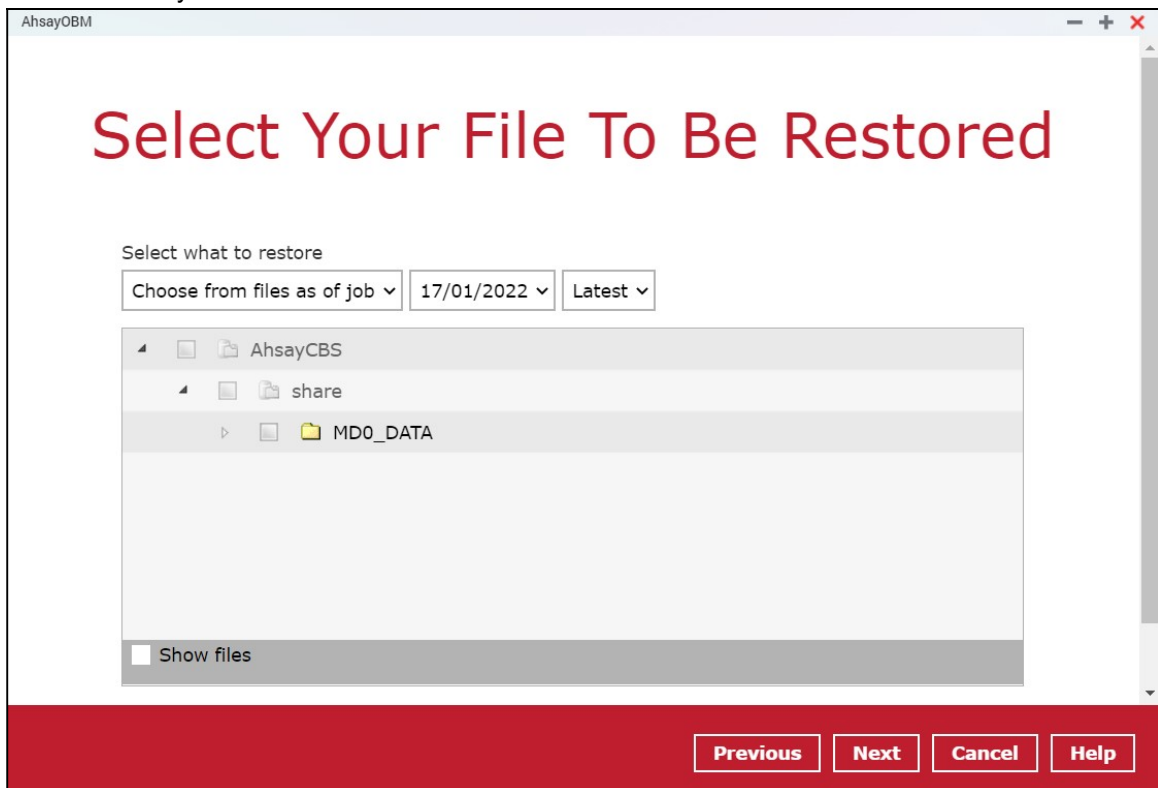 AhsayOBM
Select Your File To Be Restored
Select what to restore
Choose from files as of job 17/01/2022 Latest
AhsayCBS
share
MD0_DATA
Show files
Previous Next Cancel Help